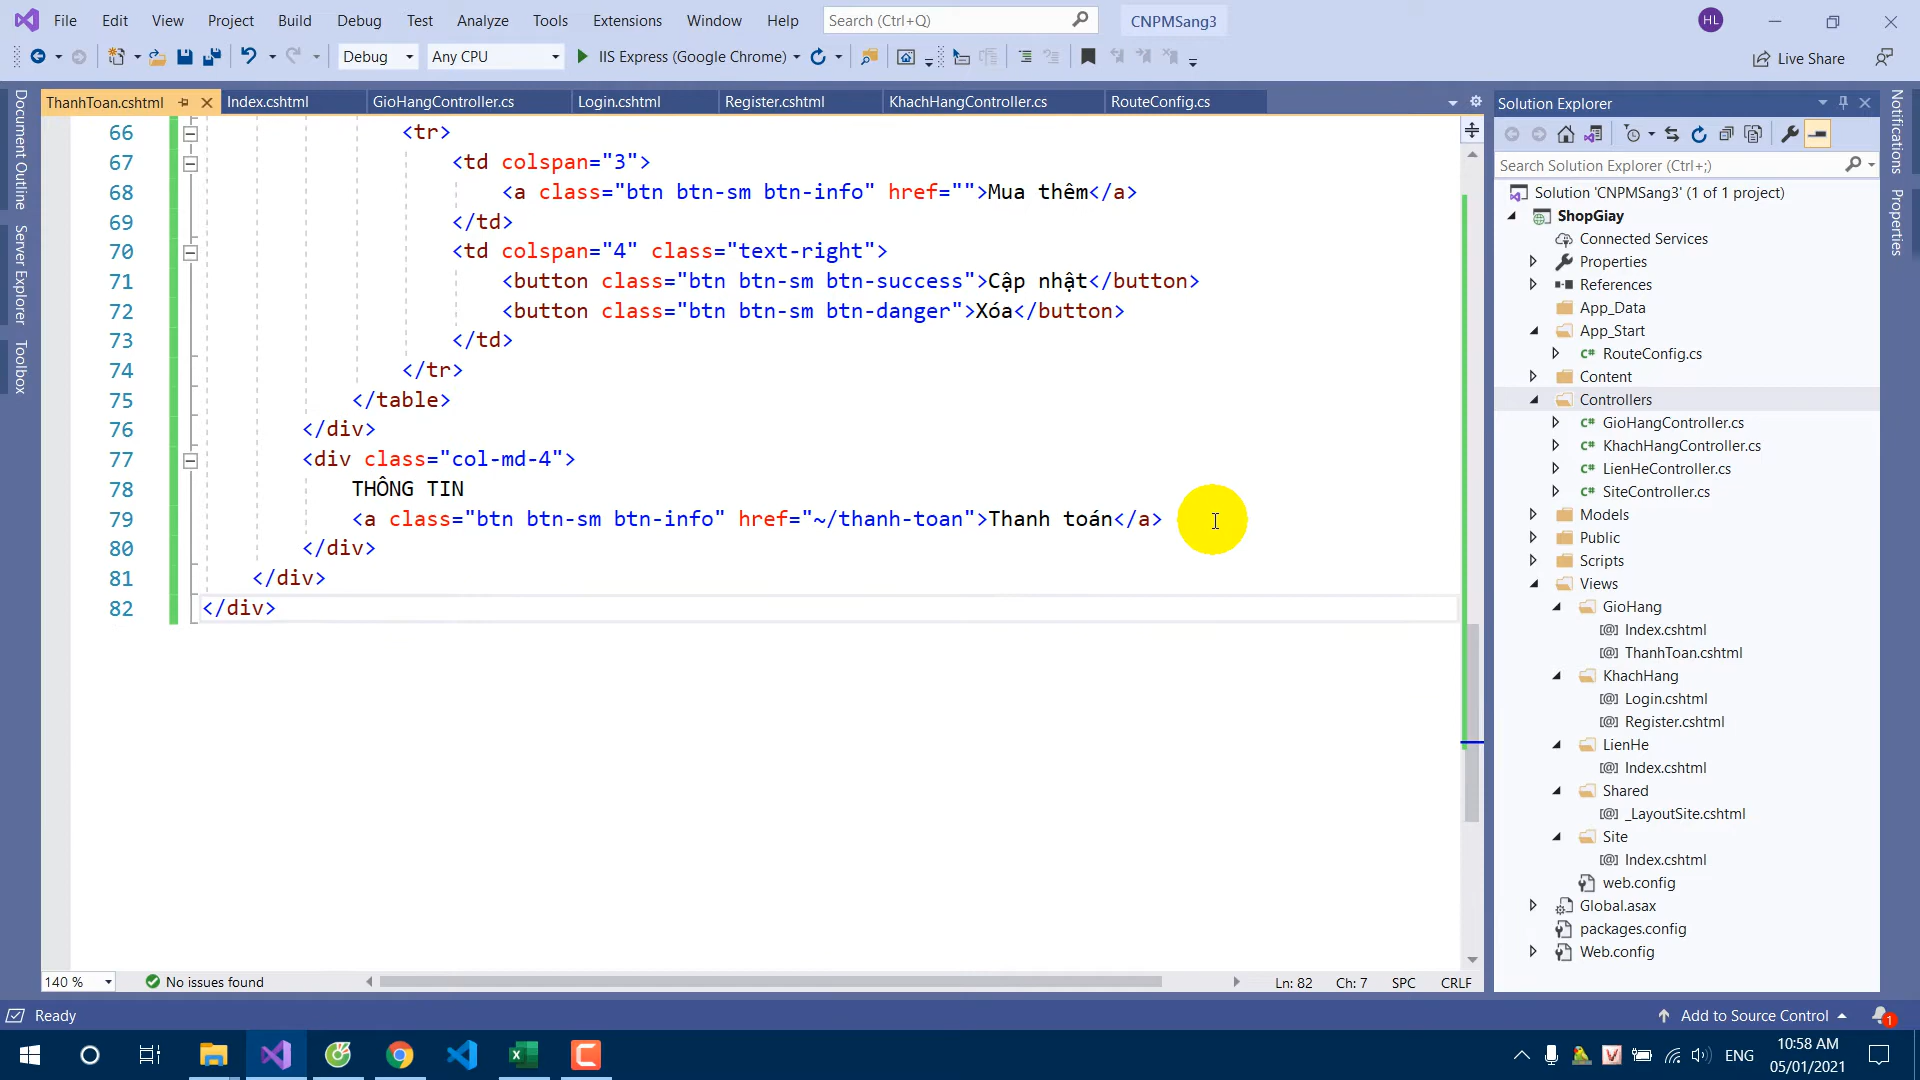 File Edit View Project Build Debug Test Analyze Tools Extensions Window Help Search (Ctrl+Q) CNPMSang3 HL
Debug Any CPU IIS Express (Google Chrome) Live Share
ThanhToan.cshtml Index.cshtml GioHangController.cs Login.cshtml Register.cshtml KhachHangController.cs RouteConfig.cs
Document Outline
Server Explorer
Toolbox
66 <tr>
67 <td colspan="3">
68 <a class="btn btn-sm btn-info" href="">Mua thêm</a>
69 </td>
70 <td colspan="4" class="text-right">
71 <button class="btn btn-sm btn-success">Cập nhật</button>
72 <button class="btn btn-sm btn-danger">Xóa</button>
73 </td>
74 </tr>
75 </table>
76 </div>
77 <div class="col-md-4">
78 THÔNG TIN
79 <a class="btn btn-sm btn-info" href="~/thanh-toan">Thanh toán</a>
80 </div>
81 </div>
82 </div>
140 % No issues found Ln: 82 Ch: 7 SPC CRLF
Solution Explorer
Search Solution Explorer (Ctrl+;)
Solution 'CNPMSang3' (1 of 1 project)
ShopGiay
Connected Services
Properties
References
App_Data
App_Start
C# RouteConfig.cs
Content
Controllers
C# GioHangController.cs
C# KhachHangController.cs
C# LienHeController.cs
C# SiteController.cs
Models
Public
Scripts
Views
GioHang
[@] Index.cshtml
[@] ThanhToan.cshtml
KhachHang
[@] Login.cshtml
[@] Register.cshtml
LienHe
[@] Index.cshtml
Shared
[@] _LayoutSite.cshtml
Site
[@] Index.cshtml
web.config
Global.asax
packages.config
Web.config
Notifications
Properties
Ready Add to Source Control 1
ENG 10:58 AM
05/01/2021